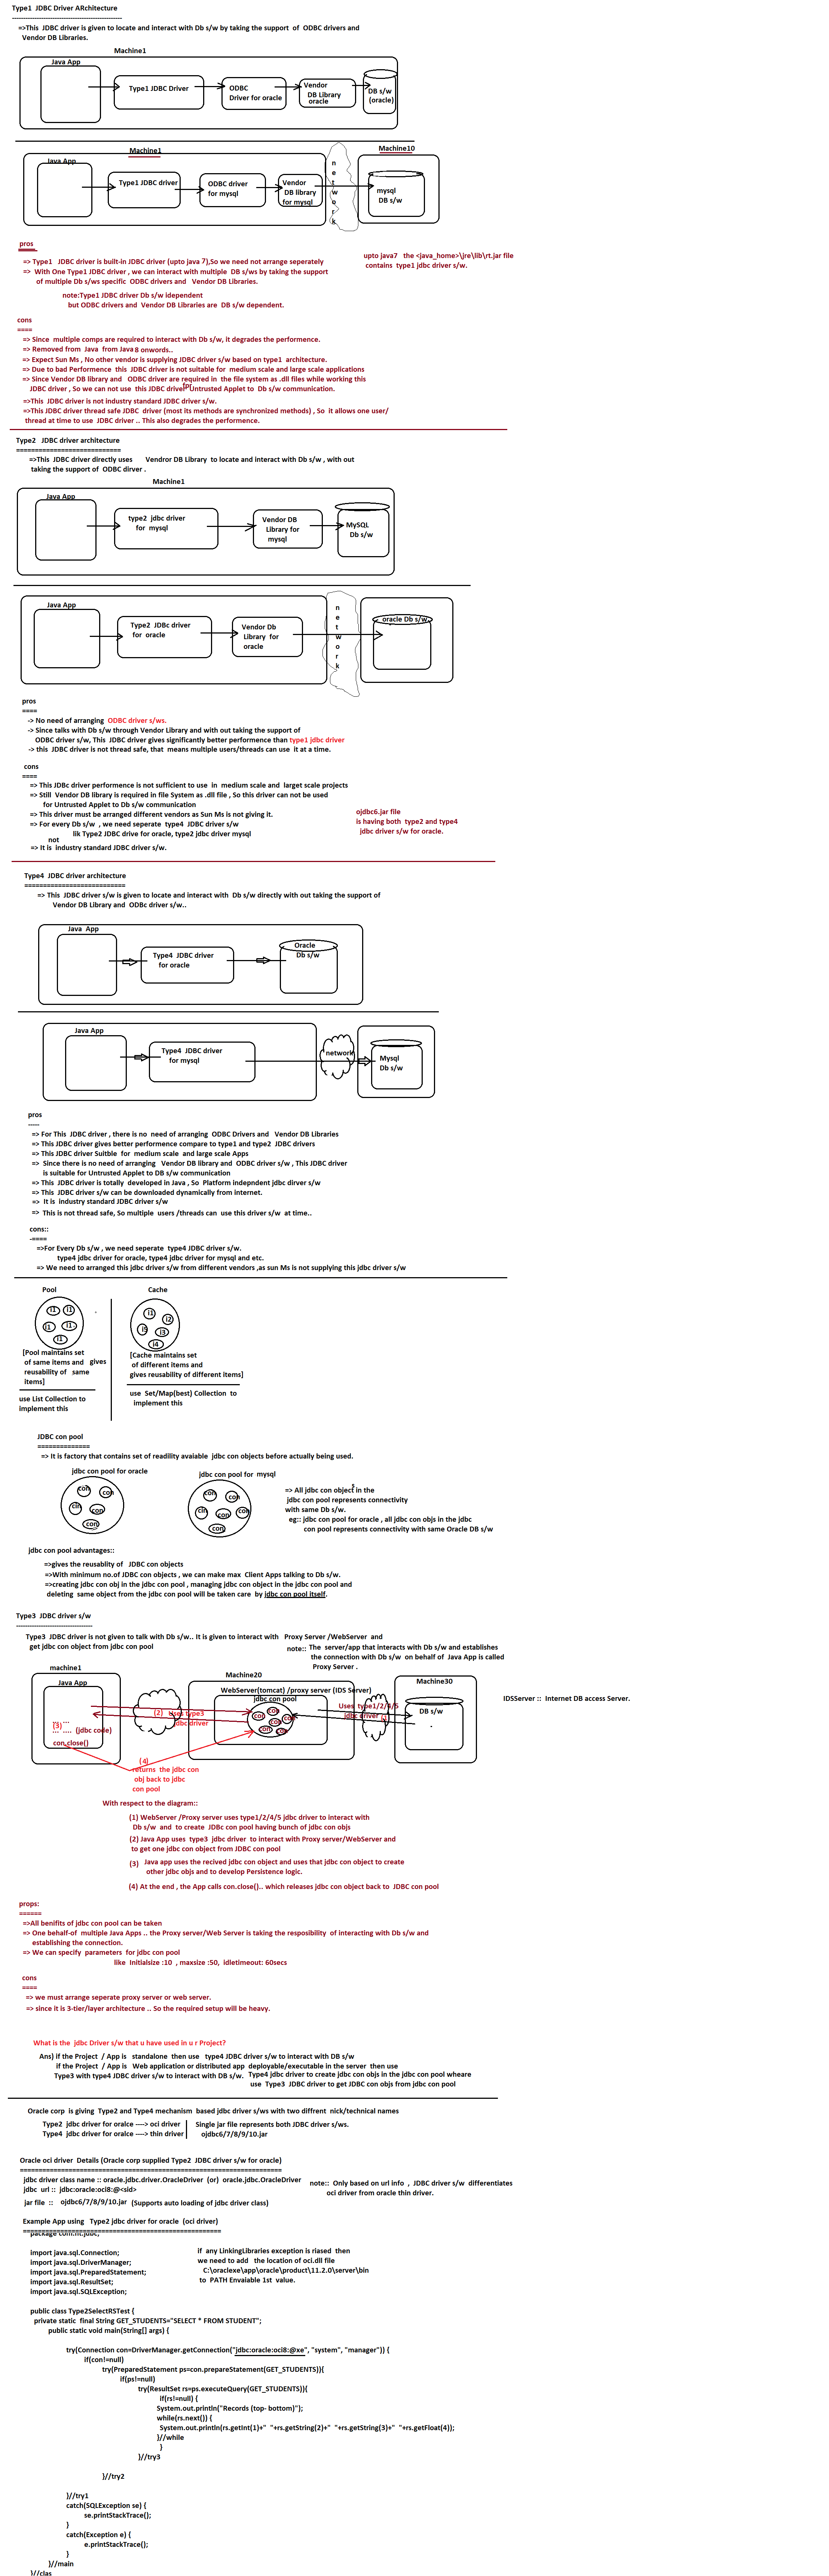 Type1  JDBC Driver ARchitecture
----------------------------------------------
=>This  JDBC driver is given to locate and interact with Db s/w by taking the support  of  ODBC drivers and
Vendor DB Libraries.
Machine1
Java App
Type1 JDBC Driver
ODBC
Driver for oracle
Vendor
DB Library
oracle
DB s/w
(oracle)
Machine1
Machine10
Java App
Type1 JDBC driver
ODBC driver
for mysql
Vendor
DB library
for mysql
n
e
t
w
o
r
k
mysql
DB s/w
pros
=> Type1   JDBC driver is built-in JDBC driver (upto java 7),So we need not arrange seperately
=>  With One Type1 JDBC driver , we can interact with multiple  DB s/ws by taking the support
of multiple Db s/ws specific  ODBC drivers and   Vendor DB Libraries.
upto java7   the <java_home>\jre\lib\rt.jar file
contains  type1 jdbc driver s/w.
note:Type1 JDBC driver Db s/w idependent
but ODBC drivers and  Vendor DB Libraries are  DB s/w dependent.
cons
====
=> Since  multiple comps are required to interact with Db s/w, it degrades the performence.
=> Removed from  Java  from Java 8 onwords..
=> Expect Sun Ms , No other vendor is supplying JDBC driver s/w based on type1  architecture.
=> Due to bad Performence  this  JDBC driver is not suitable for  medium scale and large scale applications
=> Since Vendor DB library and   ODBC driver are required in  the file system as .dll files while working this
JDBC driver , So we can not use  this JDBC driver for Untrusted Applet to  Db s/w communication.
=>This  JDBC driver is not industry standard JDBC driver s/w.
=>This JDBC driver thread safe JDBC  driver (most its methods are synchronized methods) , So  it allows one user/
thread at time to use  JDBC driver .. This also degrades the performence.
Type2   JDBC driver architecture
============================
=>This  JDBC driver directly uses      Vendror DB Library  to locate and interact with Db s/w , with out
taking the support of  ODBC dirver .
Machine1
Java App
type2  jdbc driver
for  mysql
Vendor DB
Library for
mysql
MySQL
Db s/w
Java App
Type2  JDBc driver
for  oracle
Vendor Db
Library  for
oracle
n
e
t
w
o
r
k
oracle Db s/w
pros
====
-> No need of arranging  ODBC driver s/ws.
-> Since talks with Db s/w through Vendor Library and with out taking the support of
ODBC driver s/w, This  JDBC driver gives significantly better performence than type1 jdbc driver
-> this  JDBC driver is not thread safe, that  means multiple users/threads can use  it at a time.
cons
====
=> This JDBc driver performence is not sufficient to use  in  medium scale and  larget scale projects
=> Still  Vendor DB library is required in file System as .dll file , So this driver can not be used
for Untrusted Applet to Db s/w communication
=> This driver must be arranged different vendors as Sun Ms is not giving it.
=> For every Db s/w  , we need seperate  type4  JDBC driver s/w
lik Type2 JDBC drive for oracle, type2 jdbc driver mysql
ojdbc6.jar file
is having both  type2 and type4
jdbc driver s/w for oracle.
not
=> It is  industry standard JDBC driver s/w.
Type4  JDBC driver architecture
===========================
=> This  JDBC driver s/w is given to locate and interact with  Db s/w directly with out taking the support of
Vendor DB Library and  ODBc driver s/w..
Java  App
Type4  JDBC driver
for oracle
Oracle
Db s/w
Java App
Type4  JDBC driver
for mysql
network
Mysql
Db s/w
pros
-----
=> For This  JDBC driver , there is no  need of arranging  ODBC Drivers and   Vendor DB Libraries
=> This JDBC driver gives better performence compare to type1 and type2  JDBC drivers
=> This JDBC driver Suitble  for  medium scale  and large scale Apps
=>  Since there is no need of arranging   Vendor DB library and  ODBC driver s/w , This JDBC driver
is suitable for Untrusted Applet to DB s/w communication
=> This  JDBC driver is totally  developed in Java , So  Platform indepndent jdbc dirver s/w
=> This  JDBC driver s/w can be downloaded dynamically from internet.
=>  It is  industry standard JDBC driver s/w
=>  This is not thread safe, So multiple  users /threads can  use this driver s/w  at time..
cons::
-====
=>For Every Db s/w , we need seperate  type4 JDBC driver s/w.
type4 jdbc driver for oracle, type4 jdbc driver for mysql and etc.
=> We need to arranged this jdbc driver s/w from different vendors ,as sun Ms is not supplying this jdbc driver s/w
Pool
Cache
i1
i1
i1
i1
i1
i1
i2
i5
i3
i4
[Pool maintains set
of same items and   gives
reusability of   same
items]
[Cache maintains set
of different items and
gives reusability of different items]
use List Collection to
implement this
use  Set/Map(best) Collection  to
implement this
JDBC con pool
==============
=> It is factory that contains set of readility avaiable  jdbc con objects before actually being used.
jdbc con pool for oracle
jdbc con pool for  mysql
con
con
cin
con
con
con
con
cin
con
con
con
=> All jdbc con objects in the
jdbc con pool represents connectivity
with same Db s/w.
eg:: jdbc con pool for oracle , all jdbc con objs in the jdbc
con pool represents connectivity with same Oracle DB s/w
jdbc con pool advantages::
=>gives the reusablity of   JDBC con objects
=>With minimum no.of JDBC con objects , we can make max  Client Apps talking to Db s/w.
=>creating jdbc con obj in the jdbc con pool , managing jdbc con object in the jdbc con pool and
deleting  same object from the jdbc con pool will be taken care  by jdbc con pool itself.
Type3  JDBC driver s/w
----------------------------------
Type3  JDBC driver is not given to talk with Db s/w.. It is given to interact with   Proxy Server /WebServer  and
get jdbc con object from jdbc con pool
note:: The  server/app that interacts with Db s/w and establishes
the connection with Db s/w  on behalf of  Java App is called
Proxy Server .
machine1
Java App
Machine20
WebServer(tomcat) /proxy server (IDS Server)
jdbc con pool
Machine30
DB s/w
IDSServer ::  Internet DB access Server.
(2)   Uses type3
jdbc driver
Uses  type1/2/4/5
jdbc driver
con
con
con
con
con
con
(3)
... ...
... .... (jdbc code)
con.close()
(4)
returns  the jdbc con
obj back to jdbc
con pool
With respect to the diagram::
(1) WebServer /Proxy server uses type1/2/4/5 jdbc driver to interact with
Db s/w  and  to create  JDBc con pool having bunch of jdbc con objs
(2) Java App uses  type3  jdbc driver  to interact with Proxy server/WebServer and
to get one jdbc con object from JDBC con pool
(3)   Java app uses the recived jdbc con object and uses that jdbc con object to create
other jdbc objs and to develop Persistence logic.
(4) At the end , the App calls con.close().. which releases jdbc con object back to  JDBC con pool
props:
======
=>All benifits of jdbc con pool can be taken
=> One behalf-of  multiple Java Apps .. the Proxy server/Web Server is taking the resposibility  of interacting with Db s/w and
establishing the connection.
=> We can specify  parameters  for jdbc con pool
like  Initialsize :10  , maxsize :50,  idletimeout: 60secs
cons
====
=> we must arrange seperate proxy server or web server.
=> since it is 3-tier/layer architecture .. So the required setup will be heavy.
What is the  jdbc Driver s/w that u have used in u r Project?
Ans) if the Project  / App is   standalone  then use   type4 JDBC driver s/w to interact with DB s/w
if the Project  / App is   Web application or distributed app  deployable/executable in the server  then use
Type3 with type4 JDBC driver s/w to interact with DB s/w.
Type4 jdbc driver to create jdbc con objs in the jdbc con pool wheare
use  Type3  JDBC driver to get JDBC con objs from jdbc con pool
Oracle corp  is giving  Type2 and Type4 mechanism  based jdbc driver s/ws with two diffrent  nick/technical names
Type2  jdbc driver for oralce ----> oci driver
Type4  jdbc driver for oracle ----> thin driver
Single jar file represents both JDBC driver s/ws.
ojdbc6/7/8/9/10.jar
Oracle oci driver  Details (Oracle corp supplied Type2  JDBC driver s/w for oracle)
======================================================================
jdbc driver class name :: oracle.jdbc.driver.OracleDriver  (or)  oracle.jdbc.OracleDriver
jdbc  url ::  jdbc:oracle:oci8:@<sid>
note::  Only based on url info  ,  JDBC driver s/w  differentiates
oci driver from oracle thin driver.
jar file  ::    ojdbc6/7/8/9/10.jar  (Supports auto loading of jdbc driver class)
Example App using   Type2 jdbc driver for oracle  (oci driver)
=====================================================
package com.nt.jdbc;
import java.sql.Connection;
import java.sql.DriverManager;
import java.sql.PreparedStatement;
import java.sql.ResultSet;
import java.sql.SQLException;
if  any LinkingLibraries exception is riased  then
we need to add   the location of oci.dll file
C:\oraclexe\app\oracle\product\11.2.0\server\bin
to  PATH Envaiable 1st  value.
public class Type2SelectRSTest {
private static  final String GET_STUDENTS="SELECT * FROM STUDENT";
public static void main(String[] args) {
try(Connection con=DriverManager.getConnection("jdbc:oracle:oci8:@xe", "system", "manager")) {
if(con!=null)
try(PreparedStatement ps=con.prepareStatement(GET_STUDENTS)){
if(ps!=null)
try(ResultSet rs=ps.executeQuery(GET_STUDENTS)){
if(rs!=null) {
System.out.println("Records (top- bottom)");
while(rs.next()) {
System.out.println(rs.getInt(1)+"  "+rs.getString(2)+"  "+rs.getString(3)+"  "+rs.getFloat(4));
}//while
}
}//try3
}//try2
}//try1
catch(SQLException se) {
se.printStackTrace();
}
catch(Exception e) {
e.printStackTrace();
}
}//main
}//clas